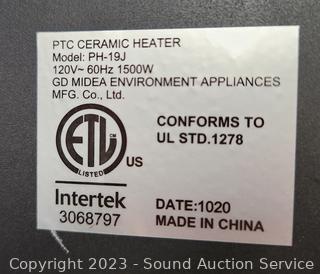 PTC CERAMIC HEATER
Model: PH-19J
120V~ 60Hz 1500W
GD MIDEA ENVIRONMENT APPLIANCES
MFG. Co., Ltd.
CONFORMS TO
UL STD.1278
ETL
CM
LISTED
US
Intertek
3068797
DATE:1020
MADE IN CHINA
Copyright 2023 - Sound Auction Service